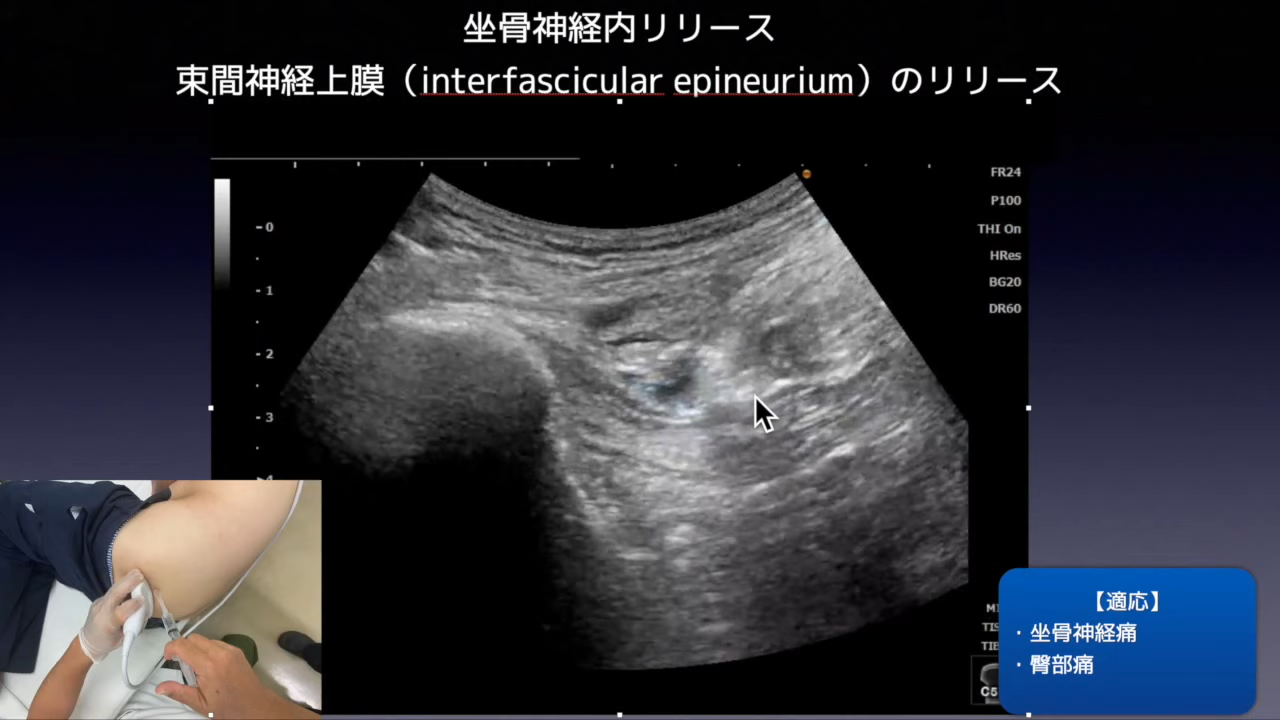 坐骨神経内リリース
束間神経上膜（interfascicular epineurium）のリリース
FR24
P100
THI On
HRes
BG20
DR60
0
1
2
3
【適応】
・坐骨神経痛
・臀部痛